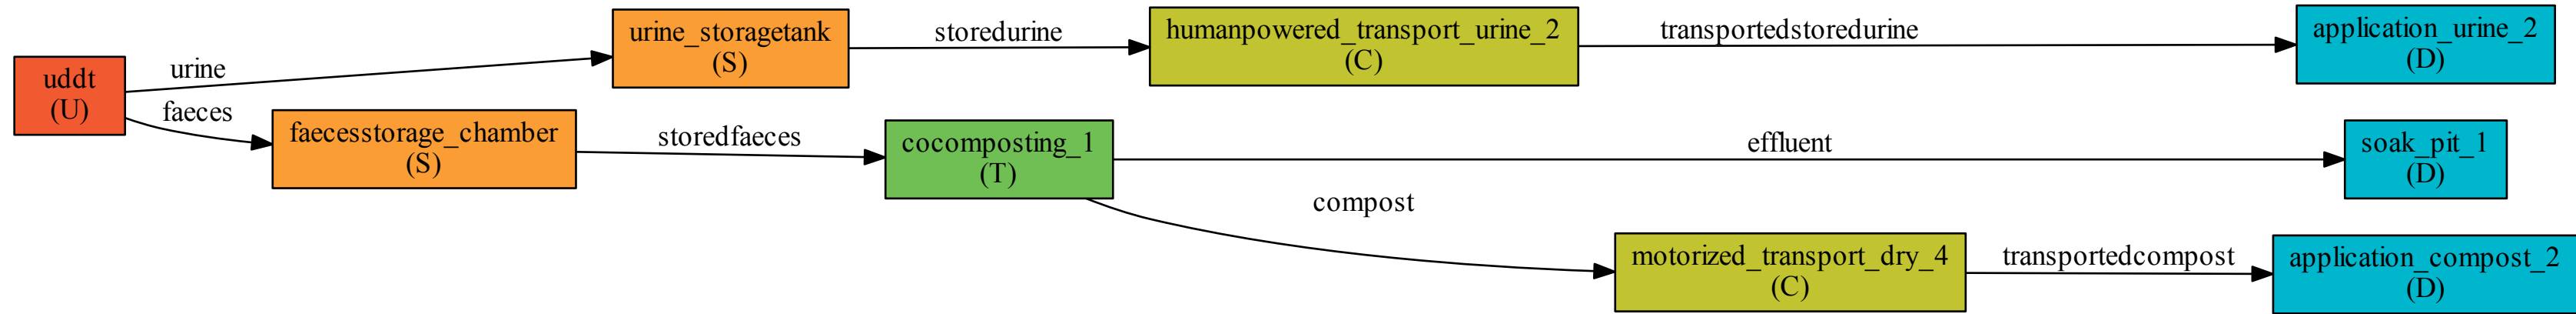 uddt
(U)
urine
faeces
urine_storagetank
(S)
faecesstorage_chamber
(S)
storedurine
storedfaeces
humanpowered_transport_urine_2
(C)
cocomposting_1
(T)
transportedstoredurine
effluent
compost
motorized_transport_dry_4
(C)
transportedcompost
application_urine_2
(D)
soak_pit_1
(D)
application_compost_2
(D)